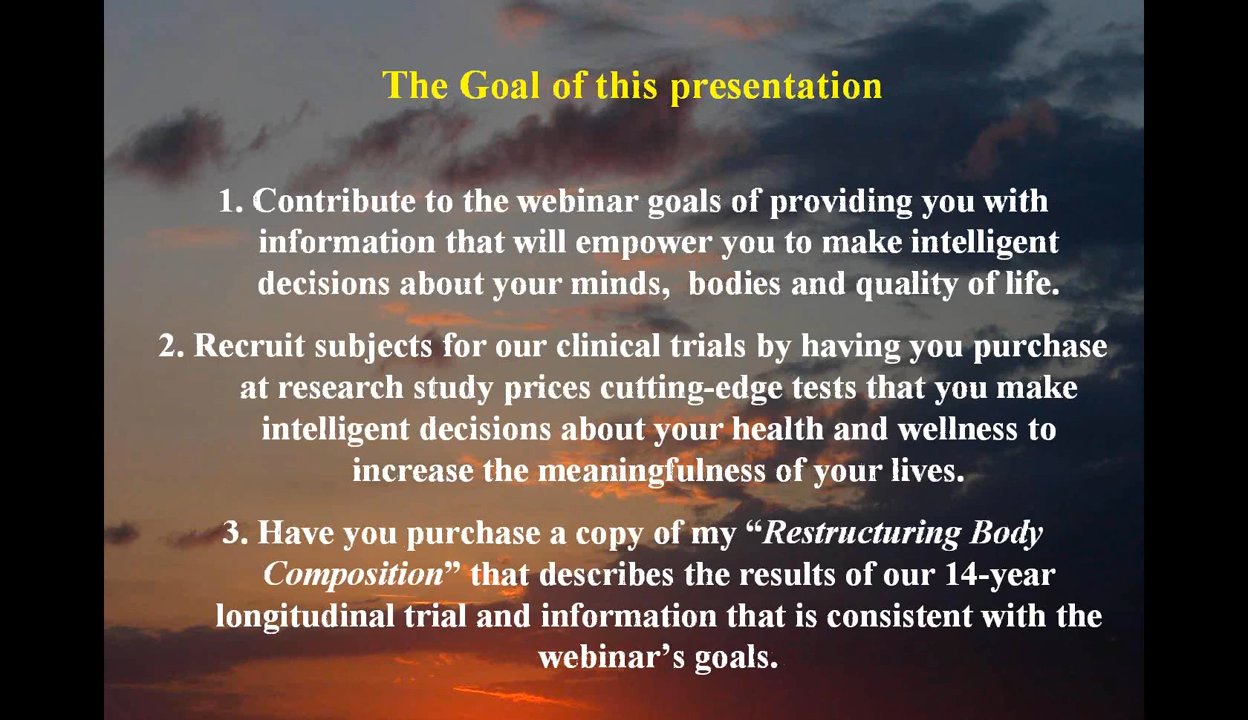 The Goal of this presentation
1. Contribute to the webinar goals of providing you with
information that will empower you to make intelligent
decisions about your minds,  bodies and quality of life.
2. Recruit subjects for our clinical trials by having you purchase
at research study prices cutting-edge tests that you make
intelligent decisions about your health and wellness to
increase the meaningfulness of your lives.
3. Have you purchase a copy of my “Restructuring Body
Composition” that describes the results of our 14-year
longitudinal trial and information that is consistent with the
webinar’s goals.